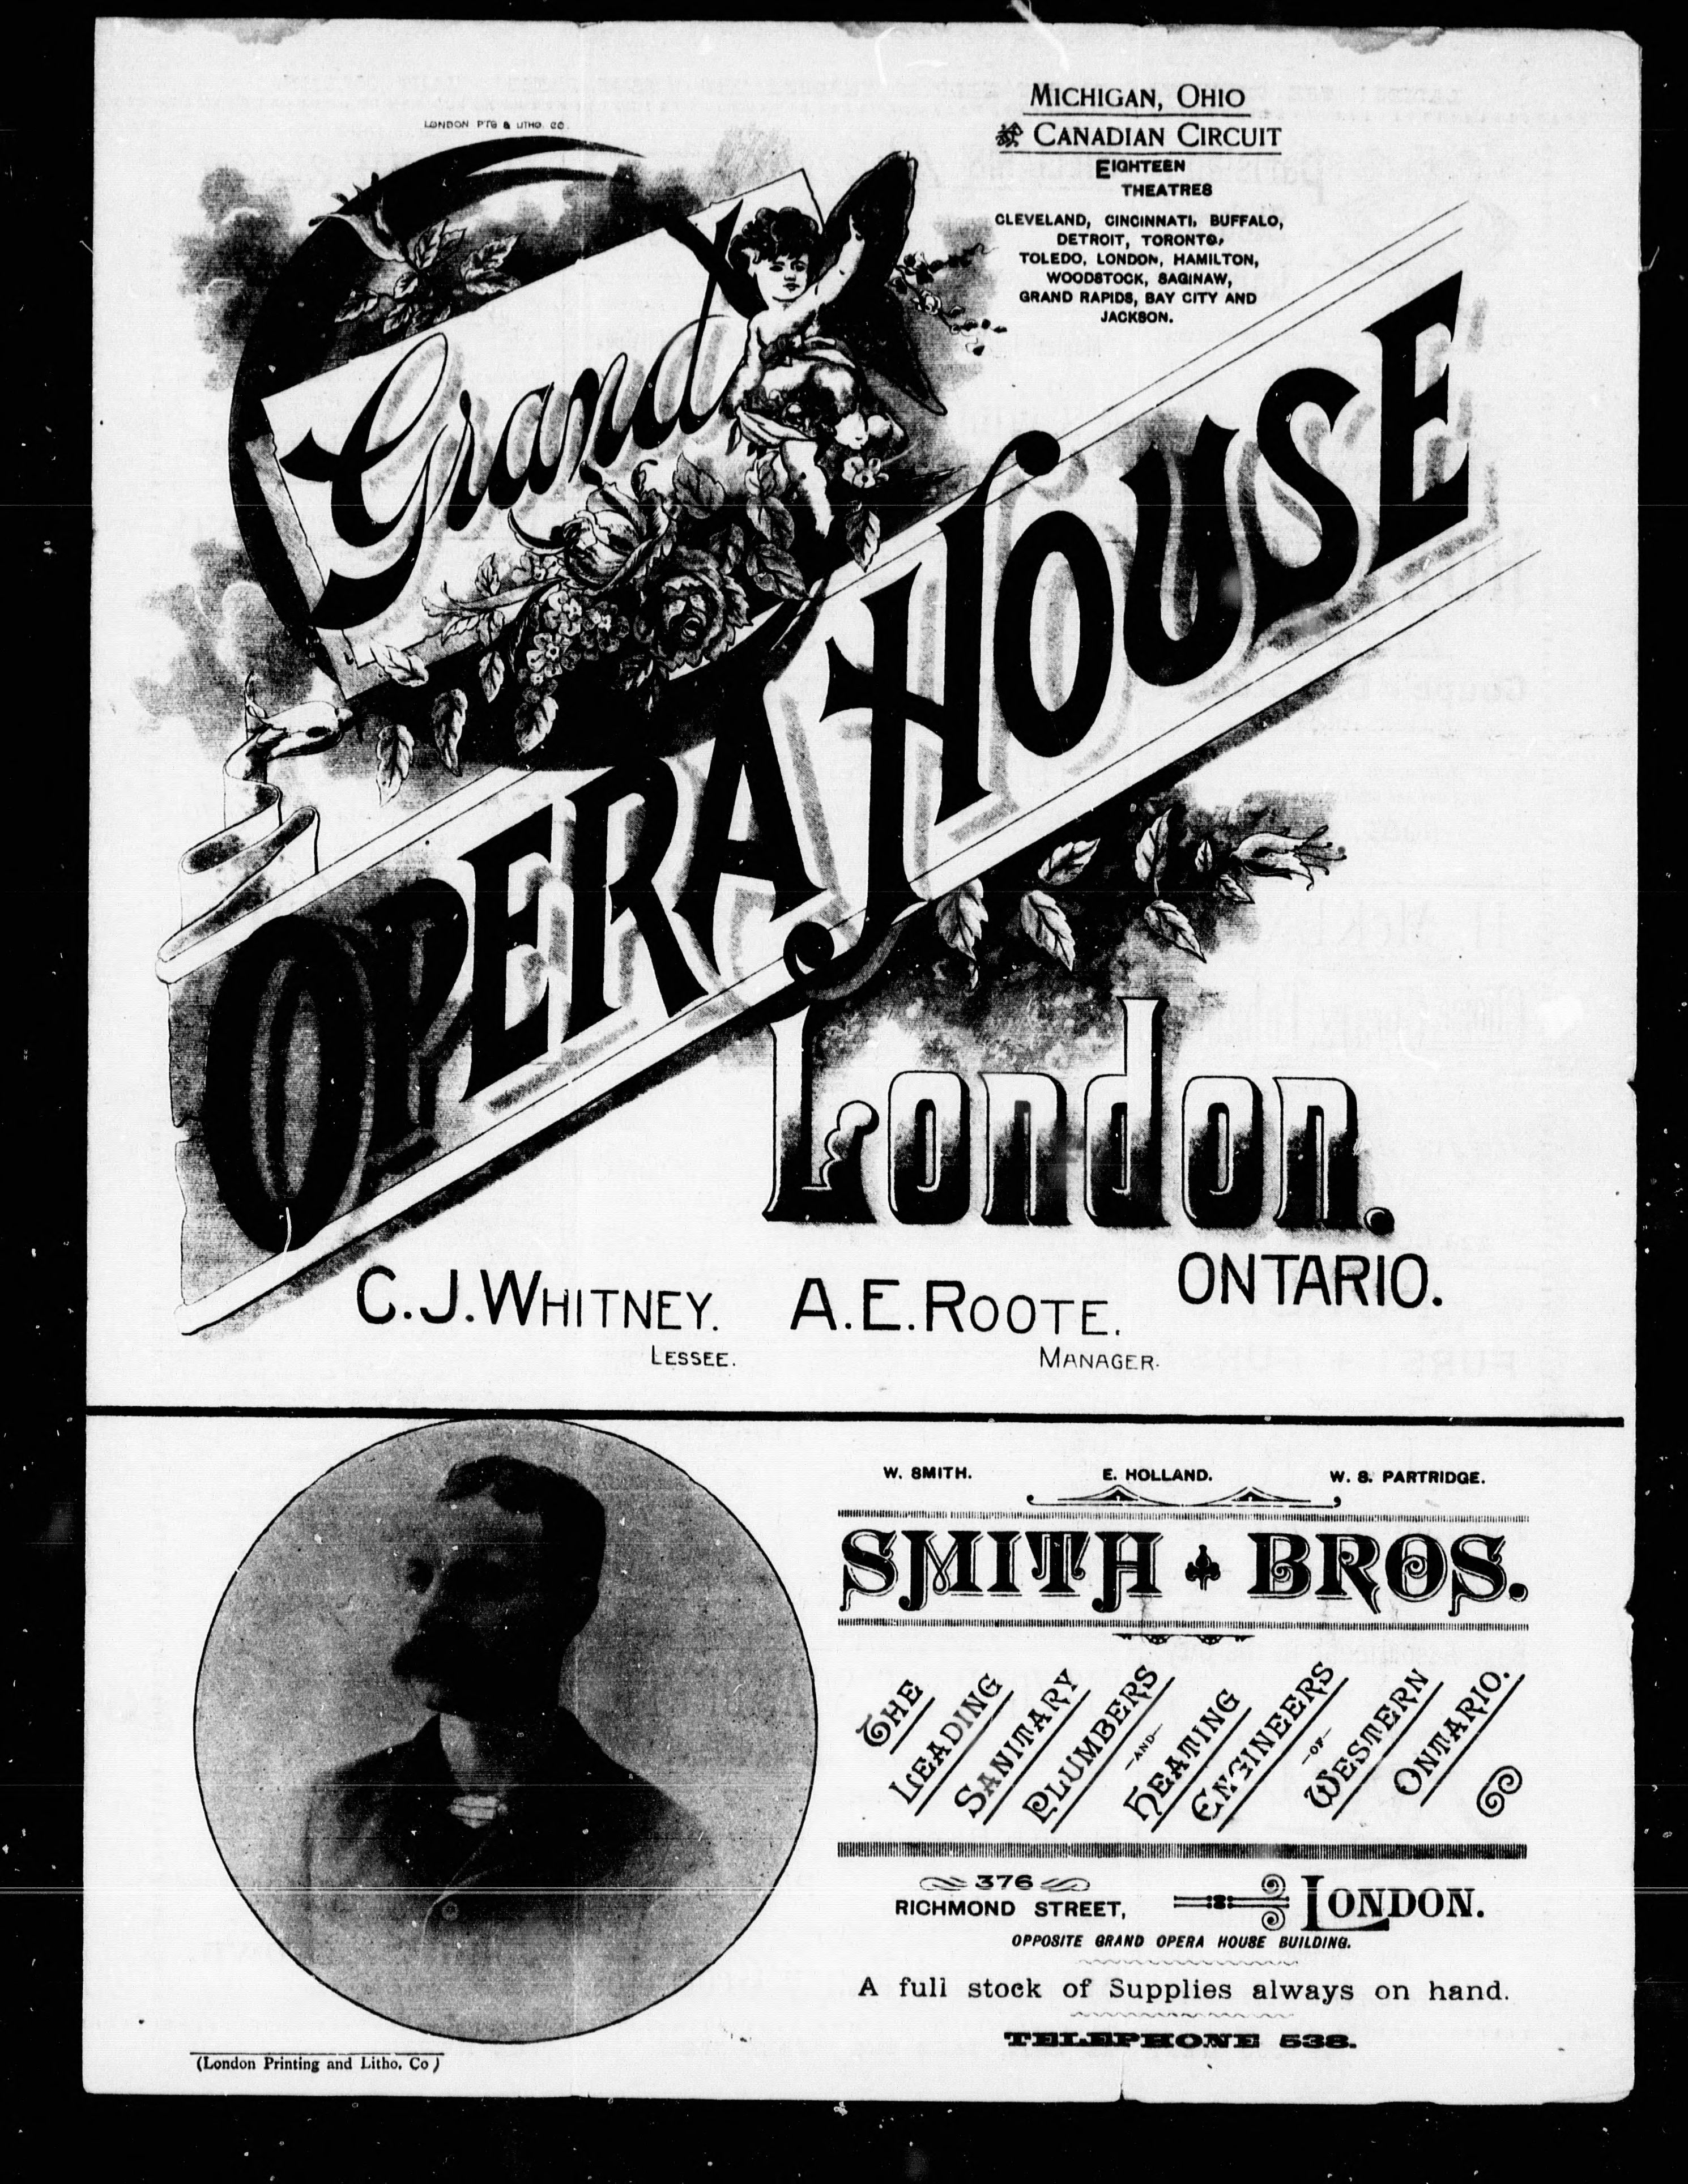 LONDON PTG & LITHO. CO.
MICHIGAN, OHIO
& CANADIAN CIRCUIT
EIGHTEEN
THEATRES
CLEVELAND, CINCINNATI, BUFFALO,
DETROIT, TORONTO,
TOLEDO, LONDON, HAMILTON,
WOODSTOCK, SAGINAW,
GRAND RAPIDS, BAY CITY AND
JACKSON.
Grand
OPERA HOUSE
London.
ONTARIO.
C. J. WHITNEY.
LESSEE.
A. E. ROOTE.
MANAGER.
W. SMITH. E. HOLLAND. W. S. PARTRIDGE.
SMITH BROS.
THE
LEADING
SANITARY
PLUMBERS
-AND-
HEATING
ENGINEERS
-OF-
WESTERN
ONTARIO.
376
RICHMOND STREET, LONDON.
OPPOSITE GRAND OPERA HOUSE BUILDING.
A full stock of Supplies always on hand.
TELEPHONE 538.
(London Printing and Litho. Co)